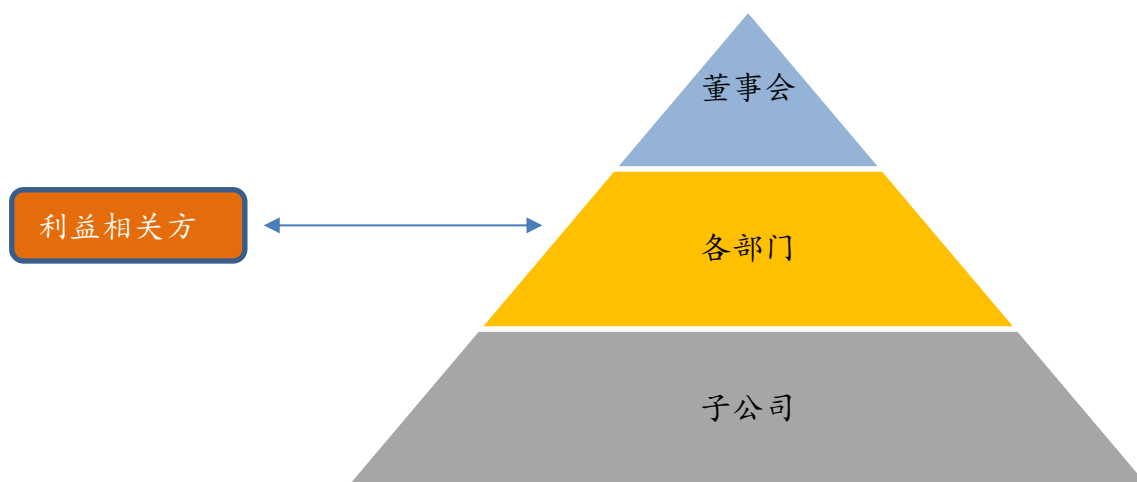 董事会
利益相关方
各部门
子公司